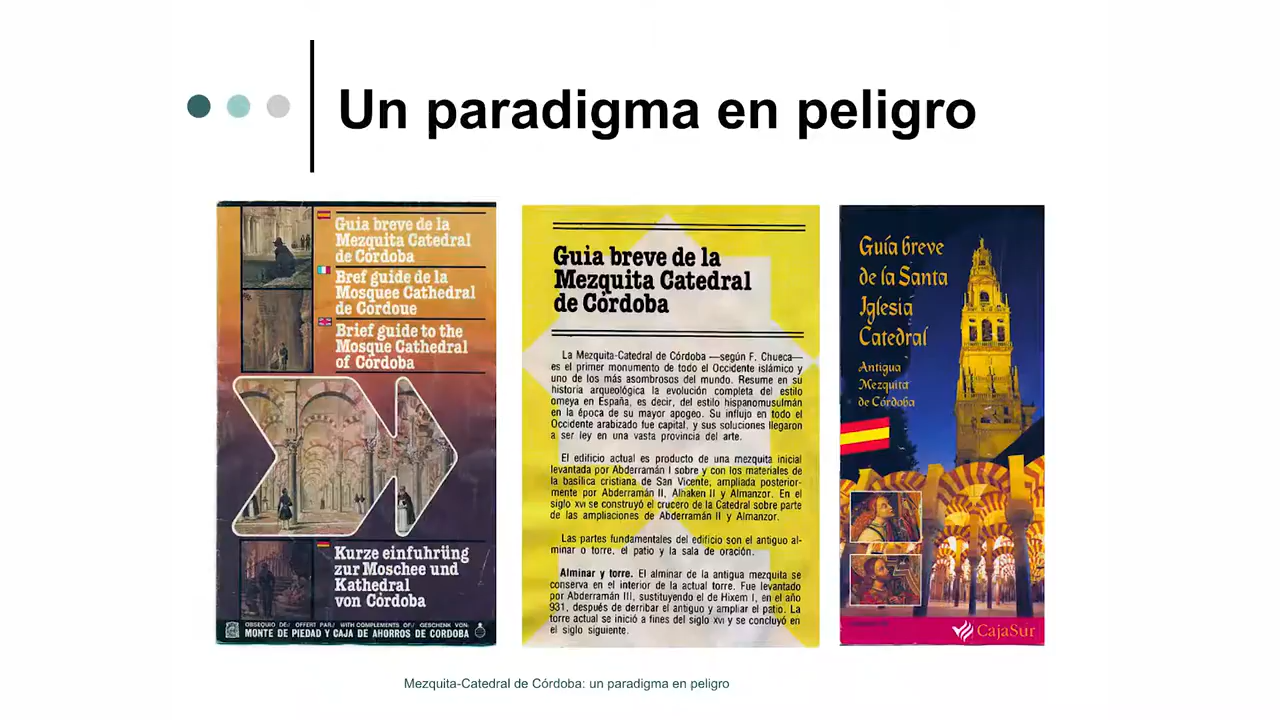 Un paradigma en peligro
Guia breve de la
Mezquita Catedral
de Córdoba
Bref guide de la
Mosquee Cathedral
de Cordoue
Brief guide to the
Mosque Cathedral
of Córdoba
Kurze einfuhrüng
zur Moschee und
Kathedral
von Córdoba
OBSEQUIO DE/ OFFERT PAR/ WITH COMPLEMENTS OF/ GESCHENK VON:
MONTE DE PIEDAD Y CAJA DE AHORROS DE CORDOBA
Guia breve de la
Mezquita Catedral
de Córdoba
La Mezquita-Catedral de Córdoba —según F. Chueca—
es el primer monumento de todo el Occidente islámico y
uno de los más asombrosos del mundo. Resume en su
historia arqueológica la evolución completa del estilo
omeya en España, es decir, del estilo hispanomusulmán
en la época de su mayor apogeo. Su influjo en todo el
Occidente arabizado fue capital, y sus soluciones llegaron
a ser ley en una vasta provincia del arte.
El edificio actual es producto de una mezquita inicial
levantada por Abderramán I sobre y con los materiales de
la basílica cristiana de San Vicente, ampliada posterior-
mente por Abderramán II, Alhaken II y Almanzor. En el
siglo XVI se construyó el crucero de la Catedral sobre parte
de las ampliaciones de Abderramán II y Almanzor.
Las partes fundamentales del edificio son el antiguo al-
minar o torre, el patio y la sala de oración.
Alminar y torre. El alminar de la antigua mezquita se
conserva en el interior de la actual torre. Fue levantado
por Abderramán III, sustituyendo el de Hixem I, en el año
931, después de derribar el antiguo y ampliar el patio. La
torre actual se inició a fines del siglo XVI y se concluyó en
el siglo siguiente.
Guía breve
de la Santa
Iglesia
Catedral
Antigua
Mezquita
de Córdoba
CajaSur
Mezquita-Catedral de Córdoba: un paradigma en peligro